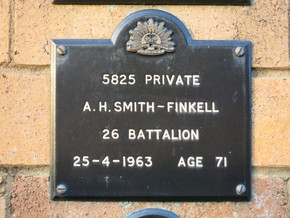 5825 PRIVATE
A.H. SMITH-FINKELL
26 BATTALION
25-4-1963 AGE 71